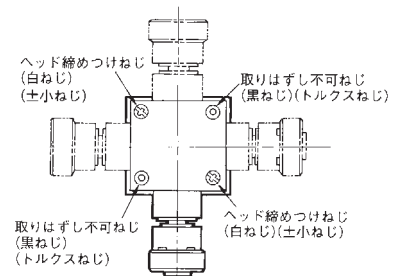 ヘッド締めつけねじ
(白ねじ)
(±小ねじ)
取りはずし不可ねじ
(黒ねじ)(トルクスねじ)
取りはずし不可ねじ
(黒ねじ)
(トルクスねじ)
ヘッド締めつけねじ
(白ねじ)(±小ねじ)